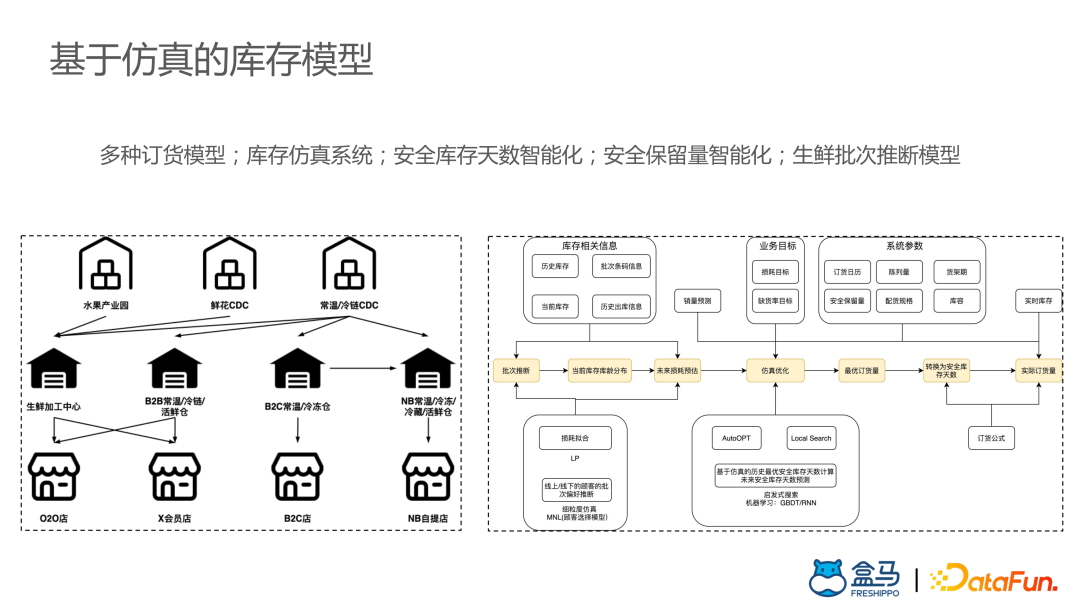 基于仿真的库存模型
多种订货模型；库存仿真系统；安全库存天数智能化；安全保留量智能化；生鲜批次推断模型
水果产业园
鲜花CDC
常温/冷链CDC
生鲜加工中心
B2B常温/冷链/
活鲜仓
B2C常温/冷冻仓
NB常温/冷冻/
冷藏/活鲜仓
O2O店
X会员店
B2C店
NB自提店
库存相关信息
历史库存
批次条码信息
当前库存
历史出库信息
销量预测
业务目标
损耗目标
缺货率目标
系统参数
订货日历
陈列量
货架期
安全保留量
配货规格
库容
实时库存
批次推断
当前库存库龄分布
未来损耗预估
仿真优化
最优订货量
转换为安全库
存天数
实际订货量
损耗拟合
LP
线上/线下的顾客的批
次偏好推断
细粒度仿真
MNL(顾客选择模型)
AutoOPT
Local Search
基于仿真的历史最优安全库存天数计算
未来安全库存天数预测
启发式搜索
机器学习：GBDT/RNN
订货公式
盒马
FRESHIPPO
DataFun.